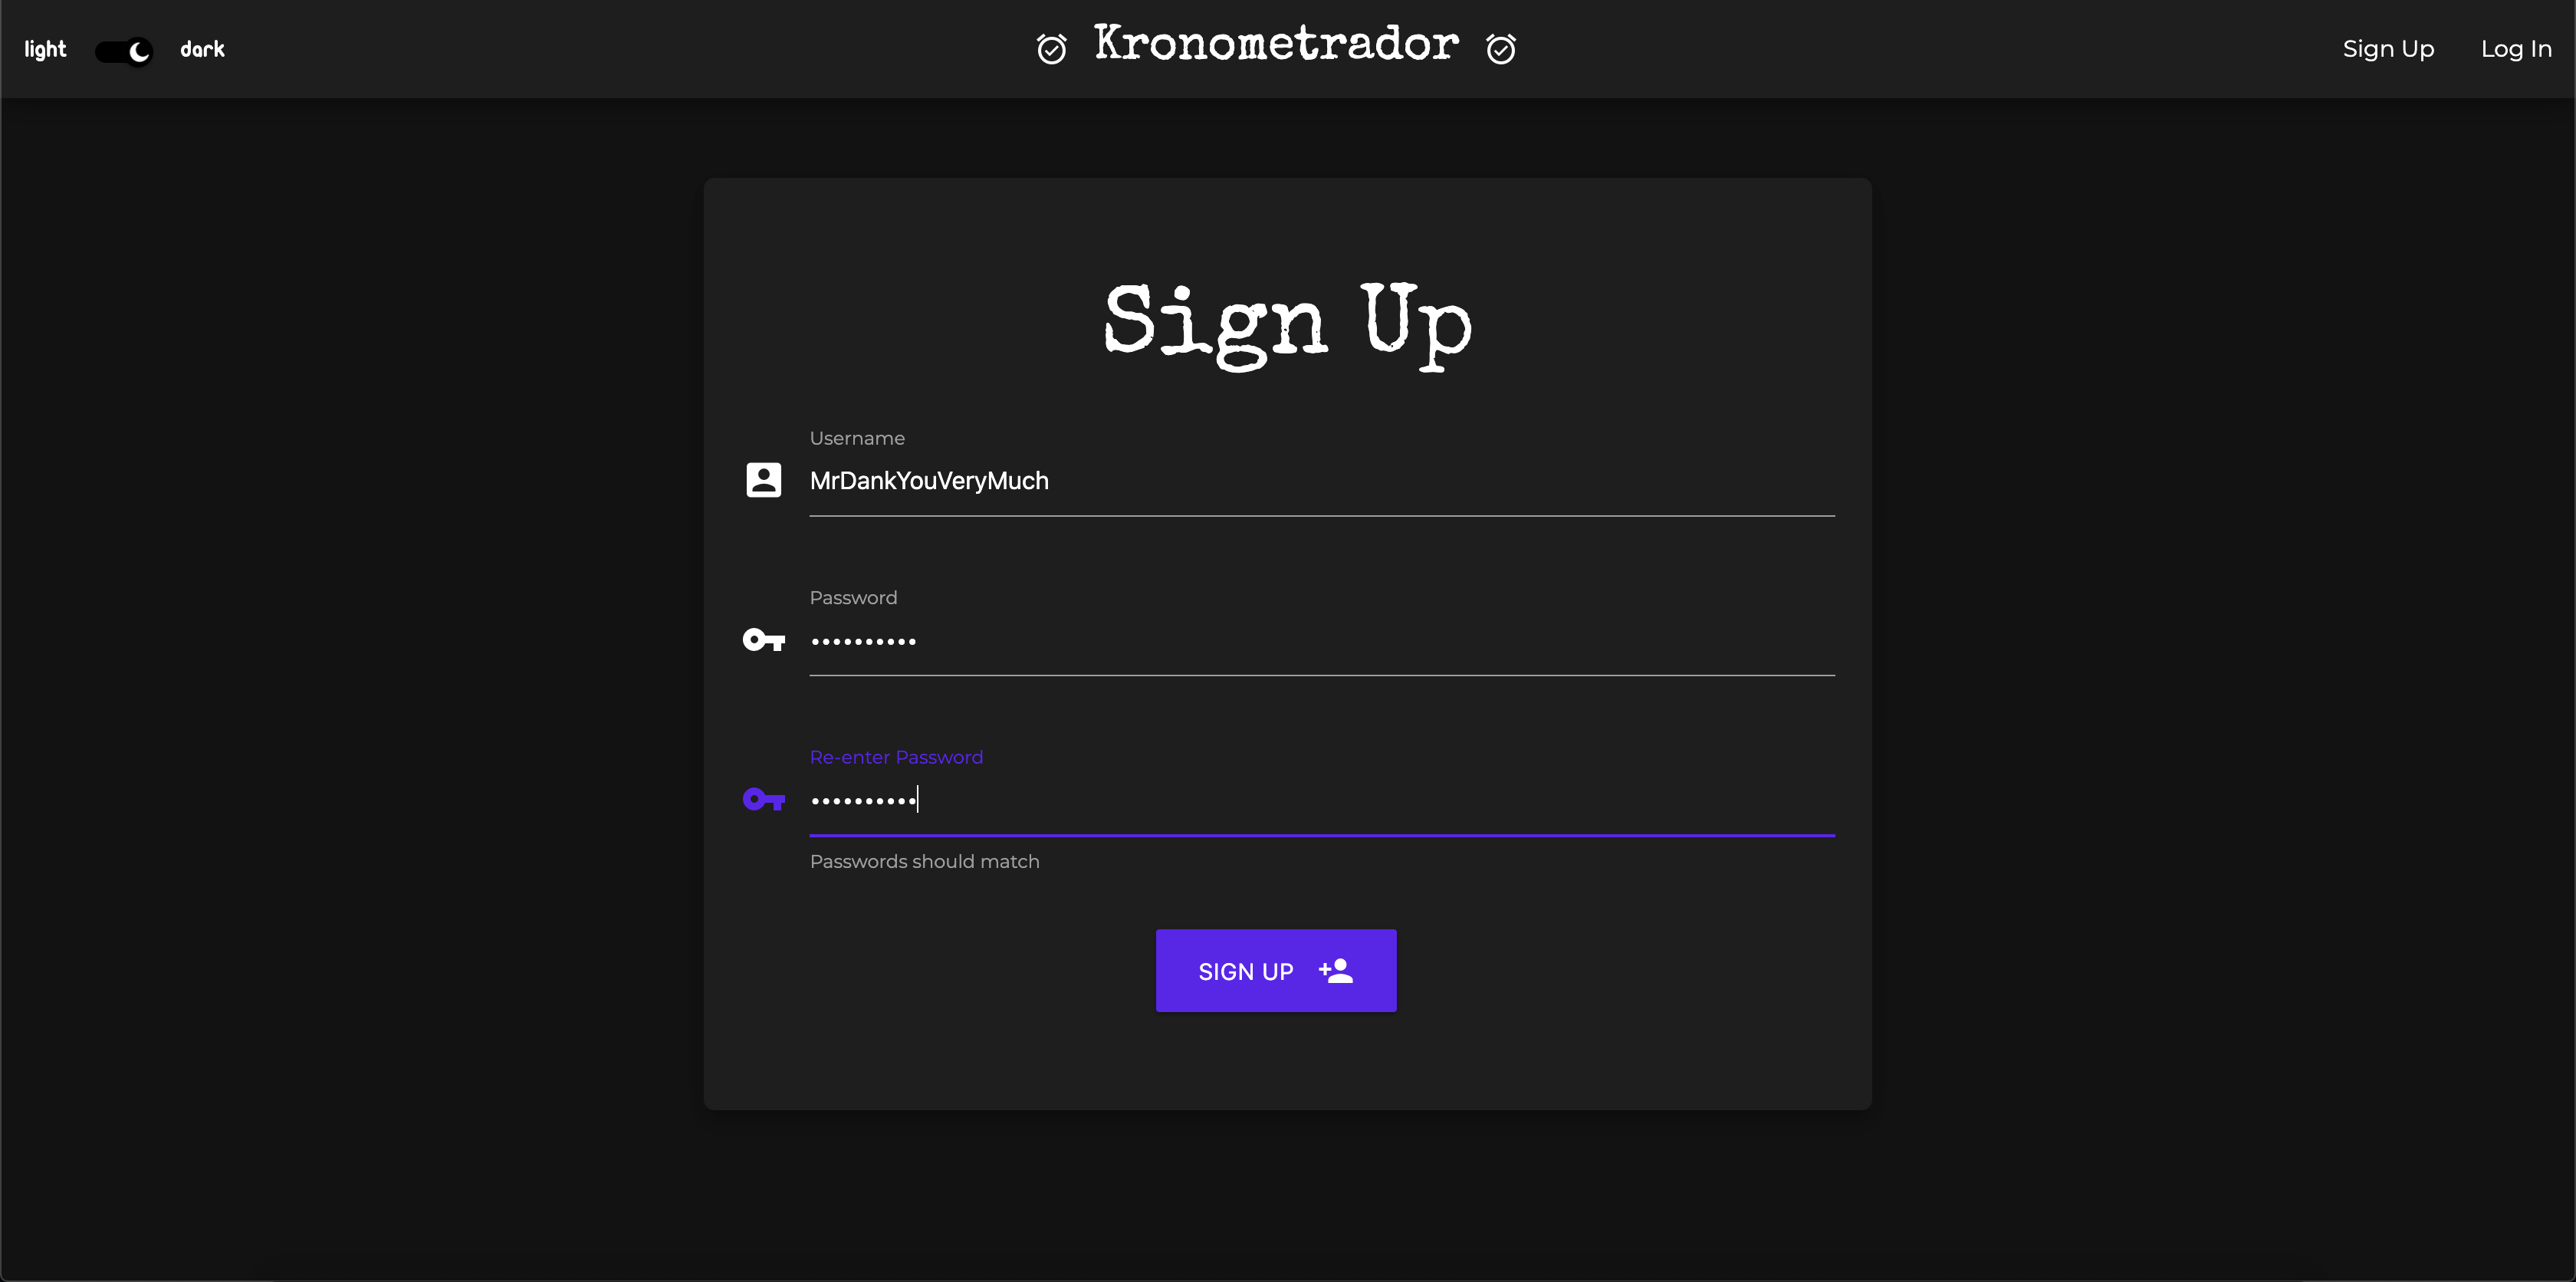 light dark Kronometrador Sign Up Log In
Sign Up
Username
MrDankYouVeryMuch
Password
••••••••••
Re-enter Password
••••••••••
Passwords should match
SIGN UP